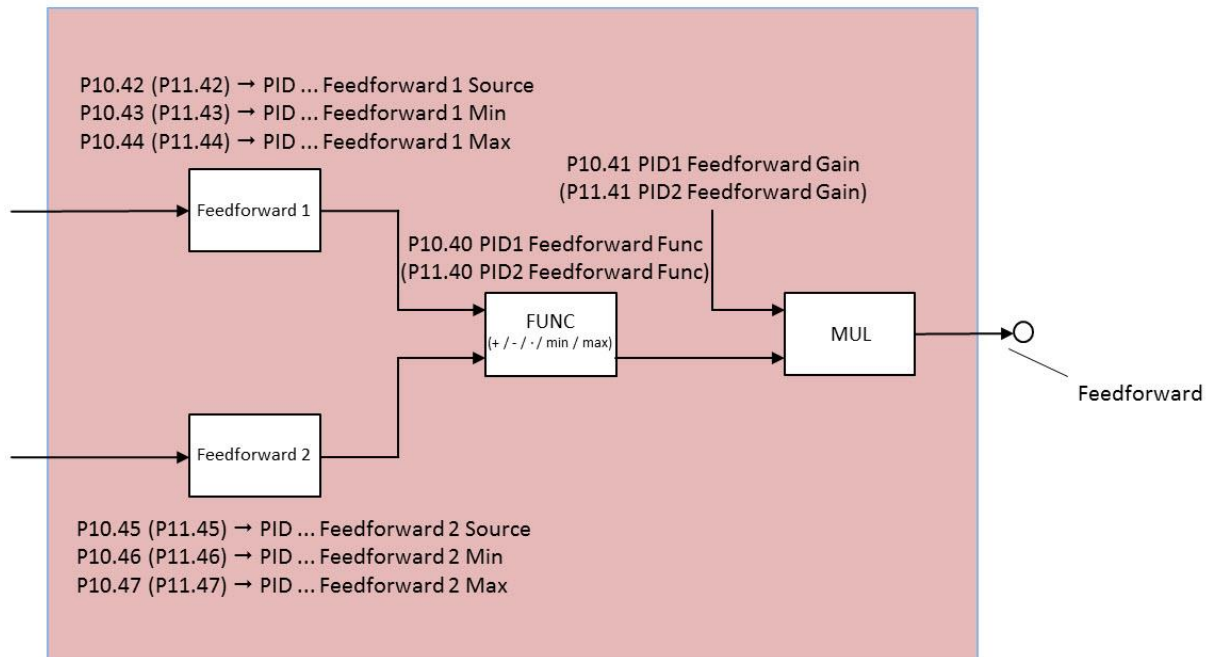 P10.42 (P11.42) → PID ... Feedforward 1 Source
P10.43 (P11.43) → PID ... Feedforward 1 Min
P10.44 (P11.44) → PID ... Feedforward 1 Max
P10.41 PID1 Feedforward Gain
(P11.41 PID2 Feedforward Gain)
Feedforward 1
P10.40 PID1 Feedforward Func
(P11.40 PID2 Feedforward Func)
FUNC
(+ / - / · / min / max)
MUL
Feedforward
Feedforward 2
P10.45 (P11.45) → PID ... Feedforward 2 Source
P10.46 (P11.46) → PID ... Feedforward 2 Min
P10.47 (P11.47) → PID ... Feedforward 2 Max